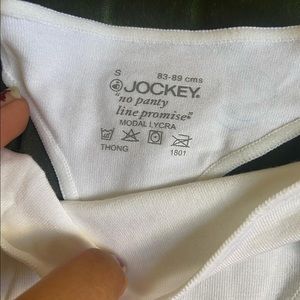 S 83-89 cms
JOCKEY®
"no panty
line promise"®
MODAL LYCRA
THONG 1801